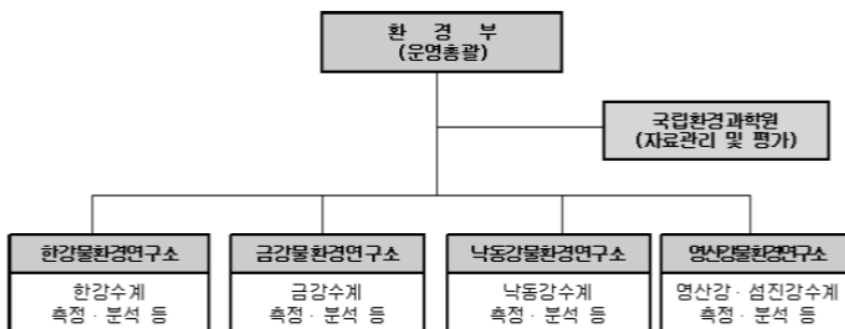 환 경 부
(운영총괄)
국립환경과학원
(자료관리 및 평가)
한강물환경연구소
금강물환경연구소
낙동강물환경연구소
영산강물환경연구소
한강수계
측정 · 분석 등
금강수계
측정 · 분석 등
낙동강수계
측정 · 분석 등
영산강 · 섬진강수계
측정 · 분석 등